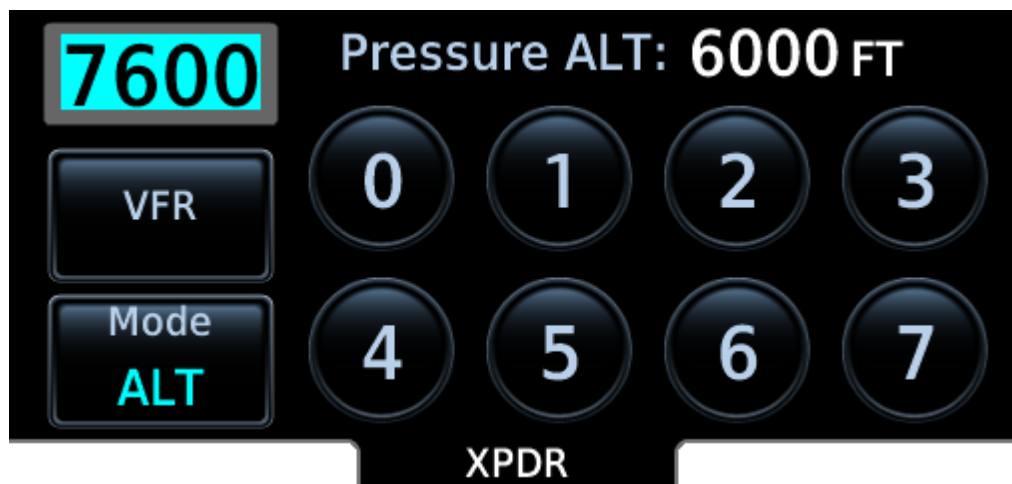 7600
Pressure ALT: 6000 FT
VFR
0 1 2 3
Mode
ALT
4 5 6 7
XPDR